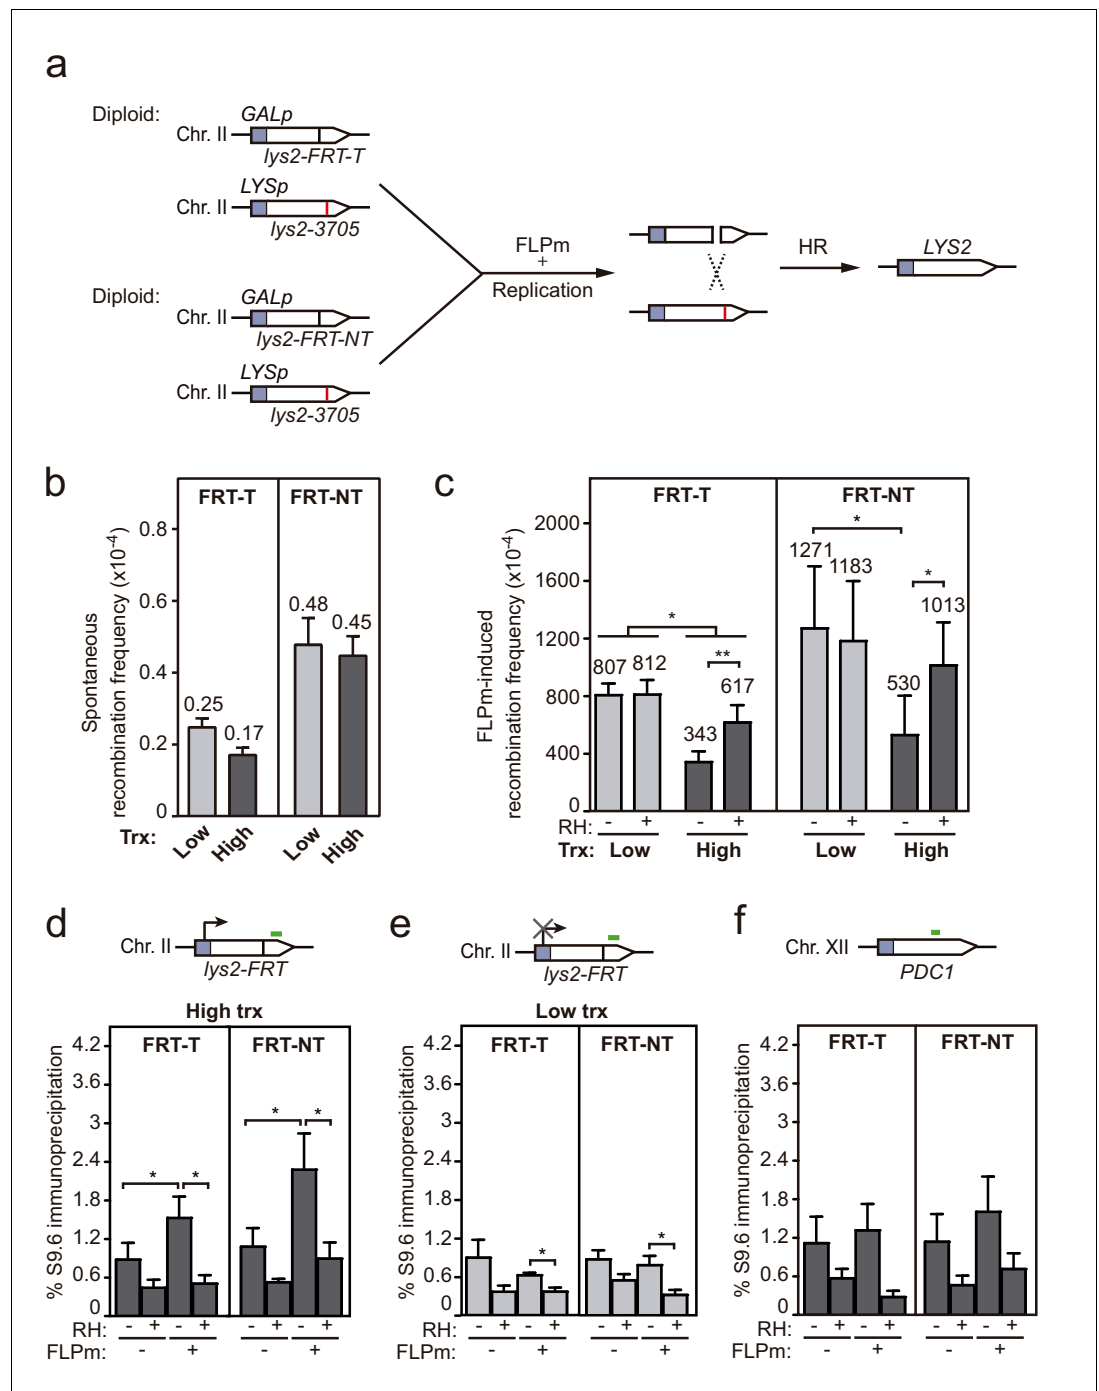 a
Diploid:
GALp
Chr. II
lys2-FRT-T
LYSp
Chr. II
lys2-3705
Diploid:
GALp
Chr. II
lys2-FRT-NT
LYSp
Chr. II
lys2-3705
FLPm
+
Replication
HR
LYS2
b
Spontaneous
recombination frequency (x10-4)
0.8
0.6
0.4
0.2
0
FRT-T
FRT-NT
0.25
0.17
0.48
0.45
Trx:
Low
High
Low
High
c
FLPm-induced
recombination frequency (x10-4)
2000
1600
1200
800
400
0
FRT-T
FRT-NT
*
**
*
*
807
812
343
617
1271
1183
530
1013
RH: - + - + - + - +
Trx: Low High Low High
d
Chr. II
lys2-FRT
High trx
% S9.6 immunoprecipitation
4.2
3.6
3
2.4
1.8
1.2
0.6
0
FRT-T
FRT-NT
*
*
*
*
RH: - + - + - + - +
FLPm: - + - +
e
Chr. II
lys2-FRT
Low trx
% S9.6 immunoprecipitation
4.2
3.6
3
2.4
1.8
1.2
0.6
0
FRT-T
FRT-NT
*
*
RH: - + - + - + - +
FLPm: - + - +
f
Chr. XII
PDC1
% S9.6 immunoprecipitation
4.2
3.6
3
2.4
1.8
1.2
0.6
0
FRT-T
FRT-NT
RH: - + - + - + - +
FLPm: - + - +